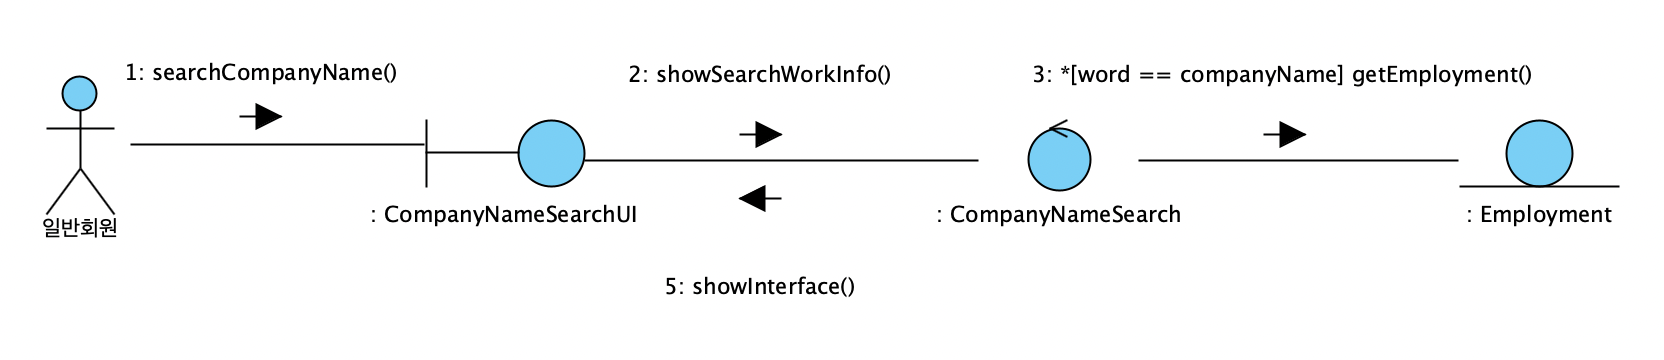 1: searchCompanyName()
2: showSearchWorkInfo()
3: *[word == companyName] getEmployment()
일반회원
: CompanyNameSearchUI
: CompanyNameSearch
: Employment
5: showInterface()